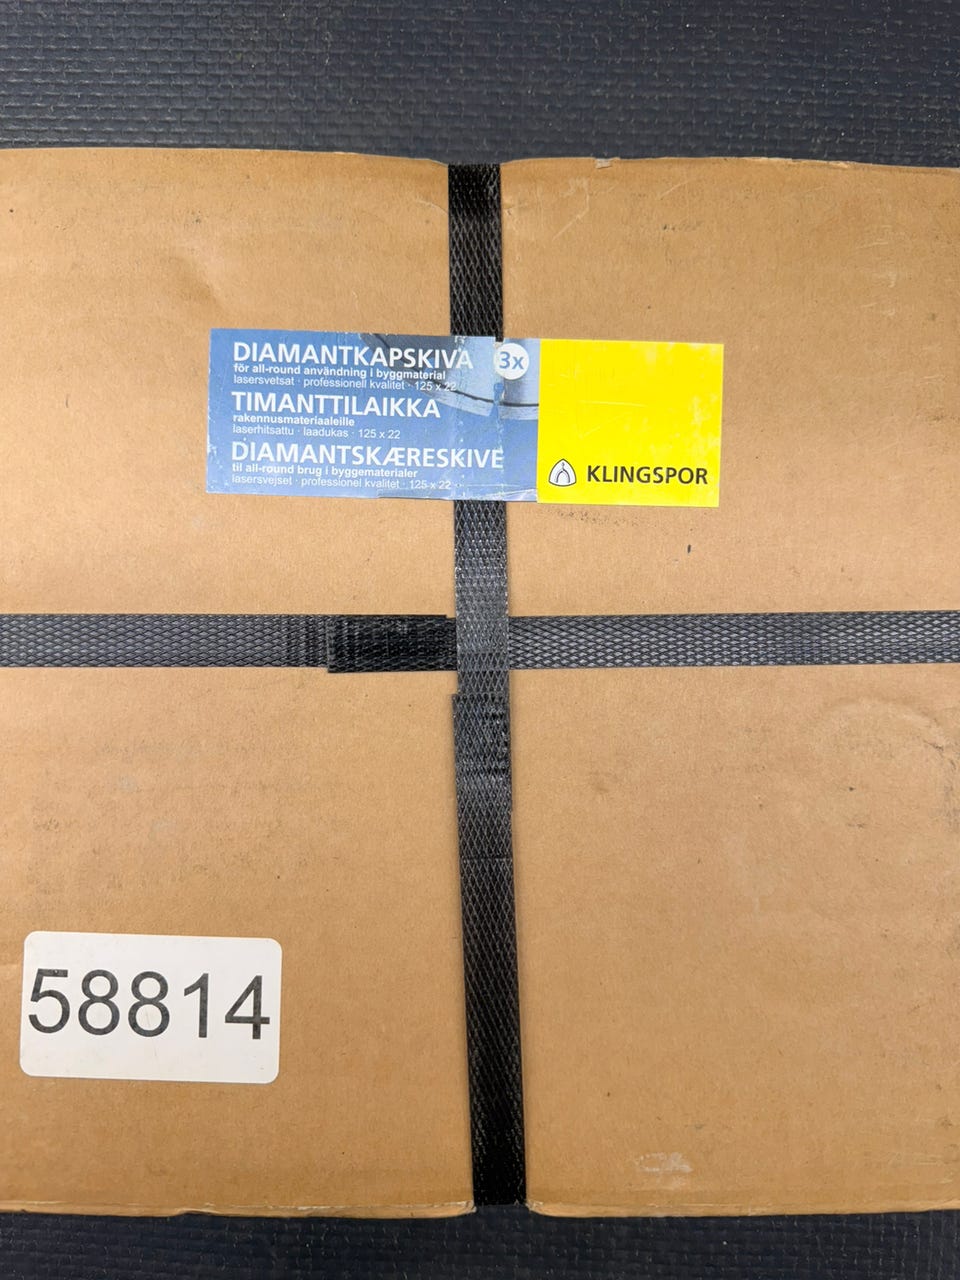 DIAMANTKAPSKIVA
för all-round användning i byggmaterial
lasersvetsat · professionell kvalitet · 125 x 22
3x
TIMANTTILAIKKA
rakennusmateriaaleille
laserhitsattu · laadukas · 125 x 22
DIAMANTSKÆRESKIVE
til all-round brug i byggematerialer
lasersvejset · professionel kvalitet · 125 x 22
KLINGSPOR
58814